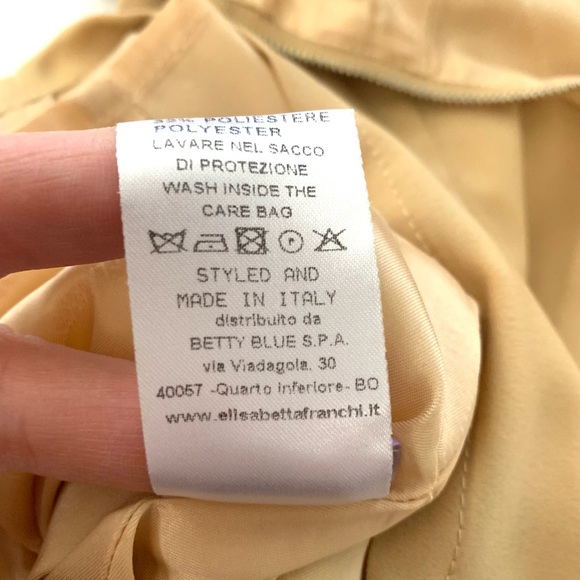 POLIESTERE
POLYESTER
LAVARE NEL SACCO
DI PROTEZIONE
WASH INSIDE THE
CARE BAG
STYLED AND
MADE IN ITALY
distribuito da
BETTY BLUE S.P.A.
via Viadagola, 30
40057 -Quarto inferiore- BO
www.elisabettafranchi.it